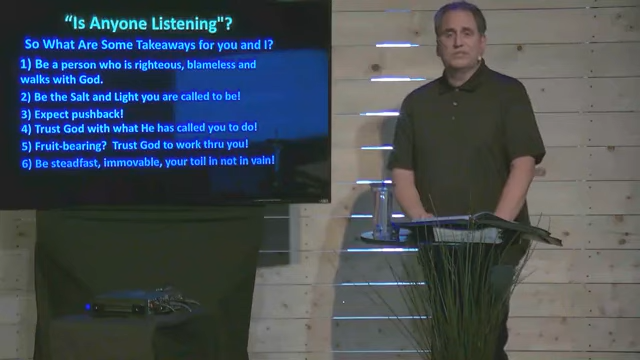 “Is Anyone Listening"?
So What Are Some Takeaways for you and I?
1) Be a person who is righteous, blameless and
walks with God.
2) Be the Salt and Light you are called to be!
3) Expect pushback!
4) Trust God with what He has called you to do!
5) Fruit-bearing? Trust God to work thru you!
6) Be steadfast, immovable, your toil in not in vain!